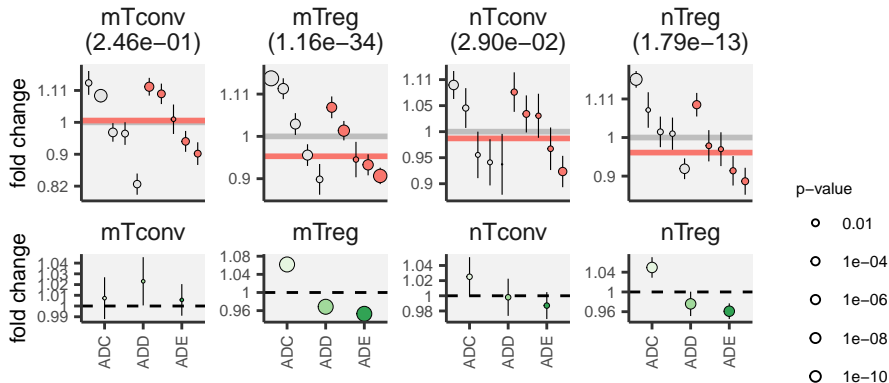 mTconv
(2.46e−01)
mTreg
(1.16e−34)
nTconv
(2.90e−02)
nTreg
(1.79e−13)
fold change
1.11
1
0.9
0.82
1
0.9
1.11
1.05
1
0.95
0.9
1.11
1
0.9
mTconv
mTreg
nTconv
nTreg
fold change
1.04
1.03
1.01
1
0.99
1.08
1.04
1
0.96
1.04
1.02
1
0.98
1.04
1
0.96
ADC
ADD
ADE
ADC
ADD
ADE
ADC
ADD
ADE
ADC
ADD
ADE
p−value
0.01
1e−04
1e−06
1e−08
1e−10